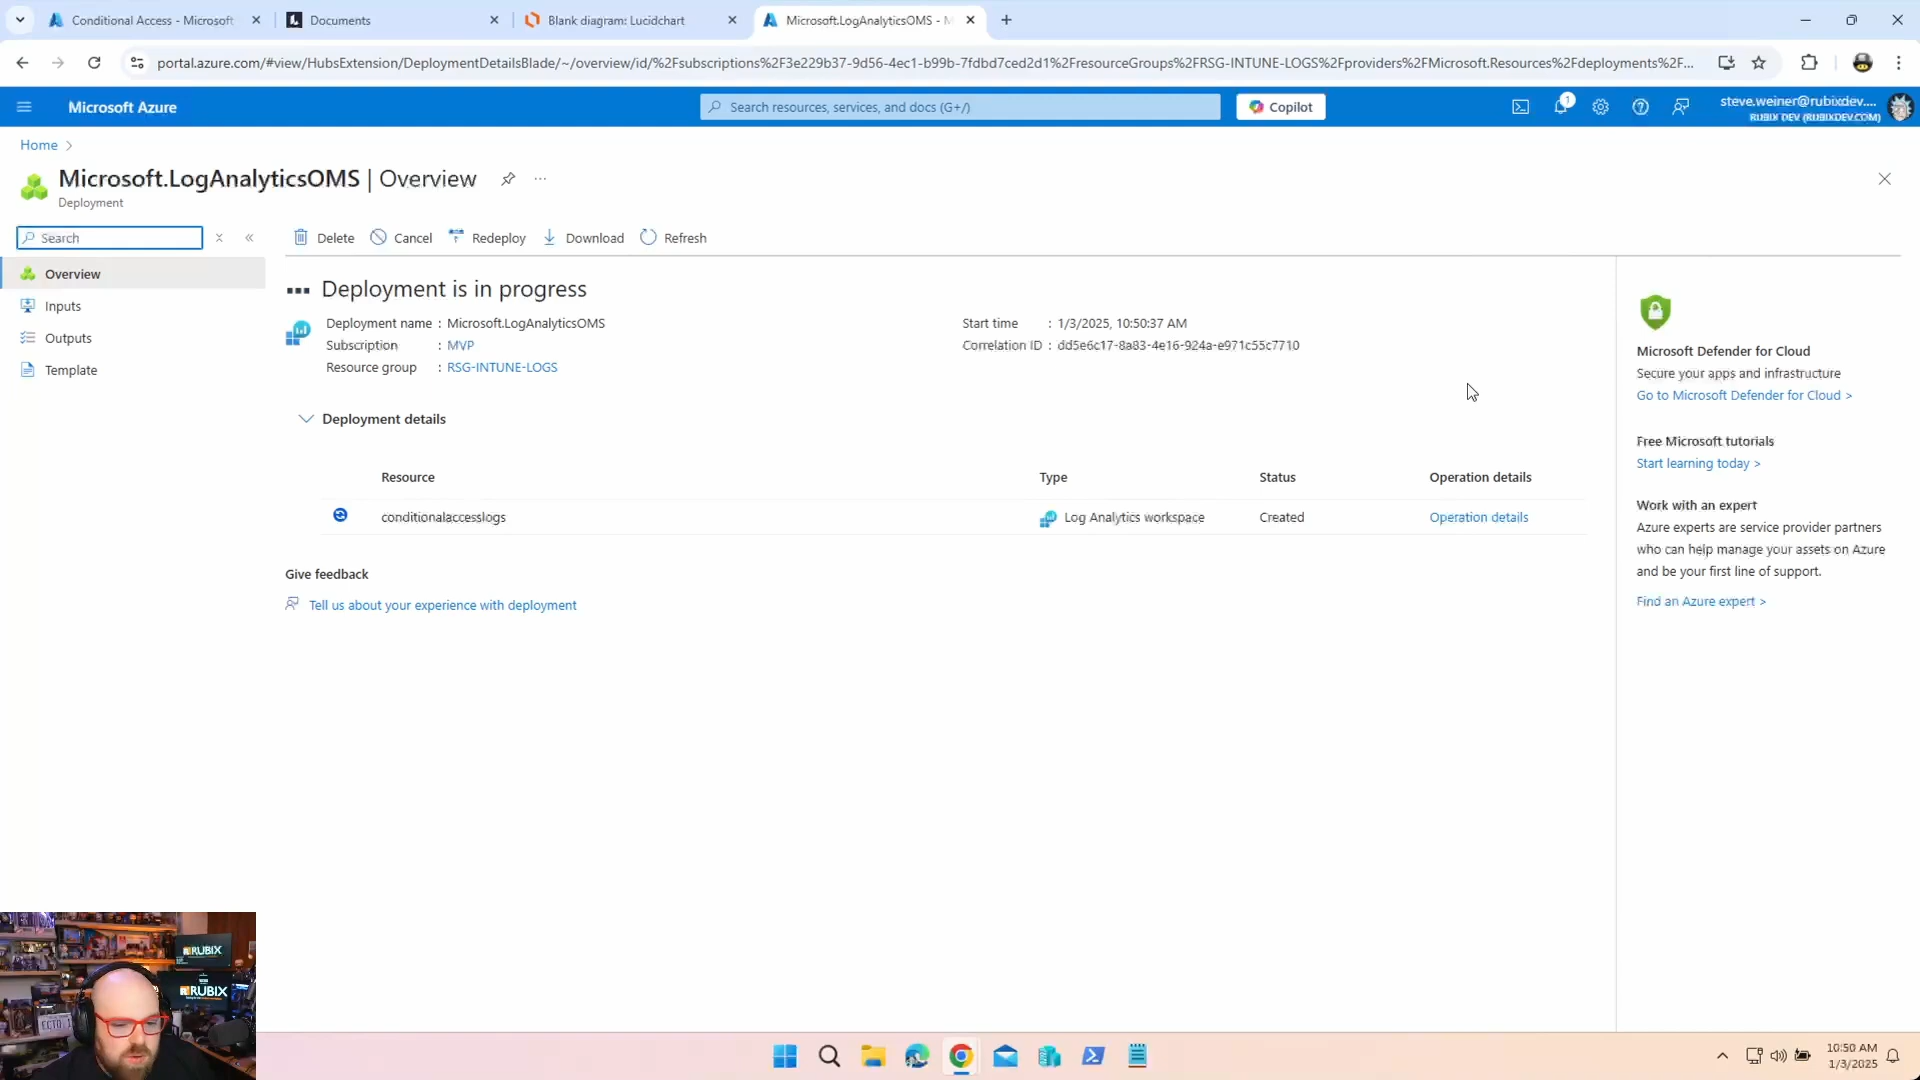 Conditional Access - Microsoft
Documents
Blank diagram: Lucidchart
Microsoft.LogAnalyticsOMS - M
portal.azure.com/#view/HubsExtension/DeploymentDetailsBlade/~/overview/id/%2Fsubscriptions%2F3e229b37-9d56-4ec1-b99b-7fdbd7ced2d1%2FresourceGroups%2FRSG-INTUNE-LOGS%2Fproviders%2FMicrosoft.Resources%2Fdeployments%2F...
Microsoft Azure
Search resources, services, and docs (G+/)
Copilot
1
steve.weiner@rubixdev....
RUBIX DEV (RUBIXDEV.COM)
Home
Microsoft.LogAnalyticsOMS | Overview
Deployment
Search
Delete
Cancel
Redeploy
Download
Refresh
Overview
Inputs
Outputs
Template
Deployment is in progress
Deployment name : Microsoft.LogAnalyticsOMS
Subscription : MVP
Resource group : RSG-INTUNE-LOGS
Start time : 1/3/2025, 10:50:37 AM
Correlation ID : dd5e6c17-8a83-4e16-924a-e971c55c7710
Deployment details
Resource Type Status Operation details
conditionalaccesslogs Log Analytics workspace Created Operation details
Give feedback
Tell us about your experience with deployment
Microsoft Defender for Cloud
Secure your apps and infrastructure
Go to Microsoft Defender for Cloud >
Free Microsoft tutorials
Start learning today >
Work with an expert
Azure experts are service provider partners
who can help manage your assets on Azure
and be your first line of support.
Find an Azure expert >
RUBIX
RUBIX
ECTO 1
10:50 AM
1/3/2025